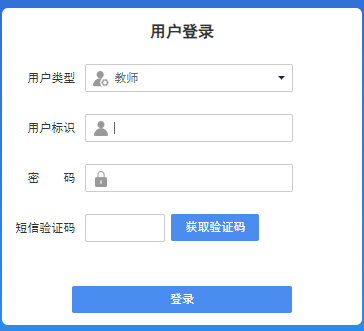 用户登录
用户类型 教师
用户标识
密 码
短信验证码 获取验证码
登录